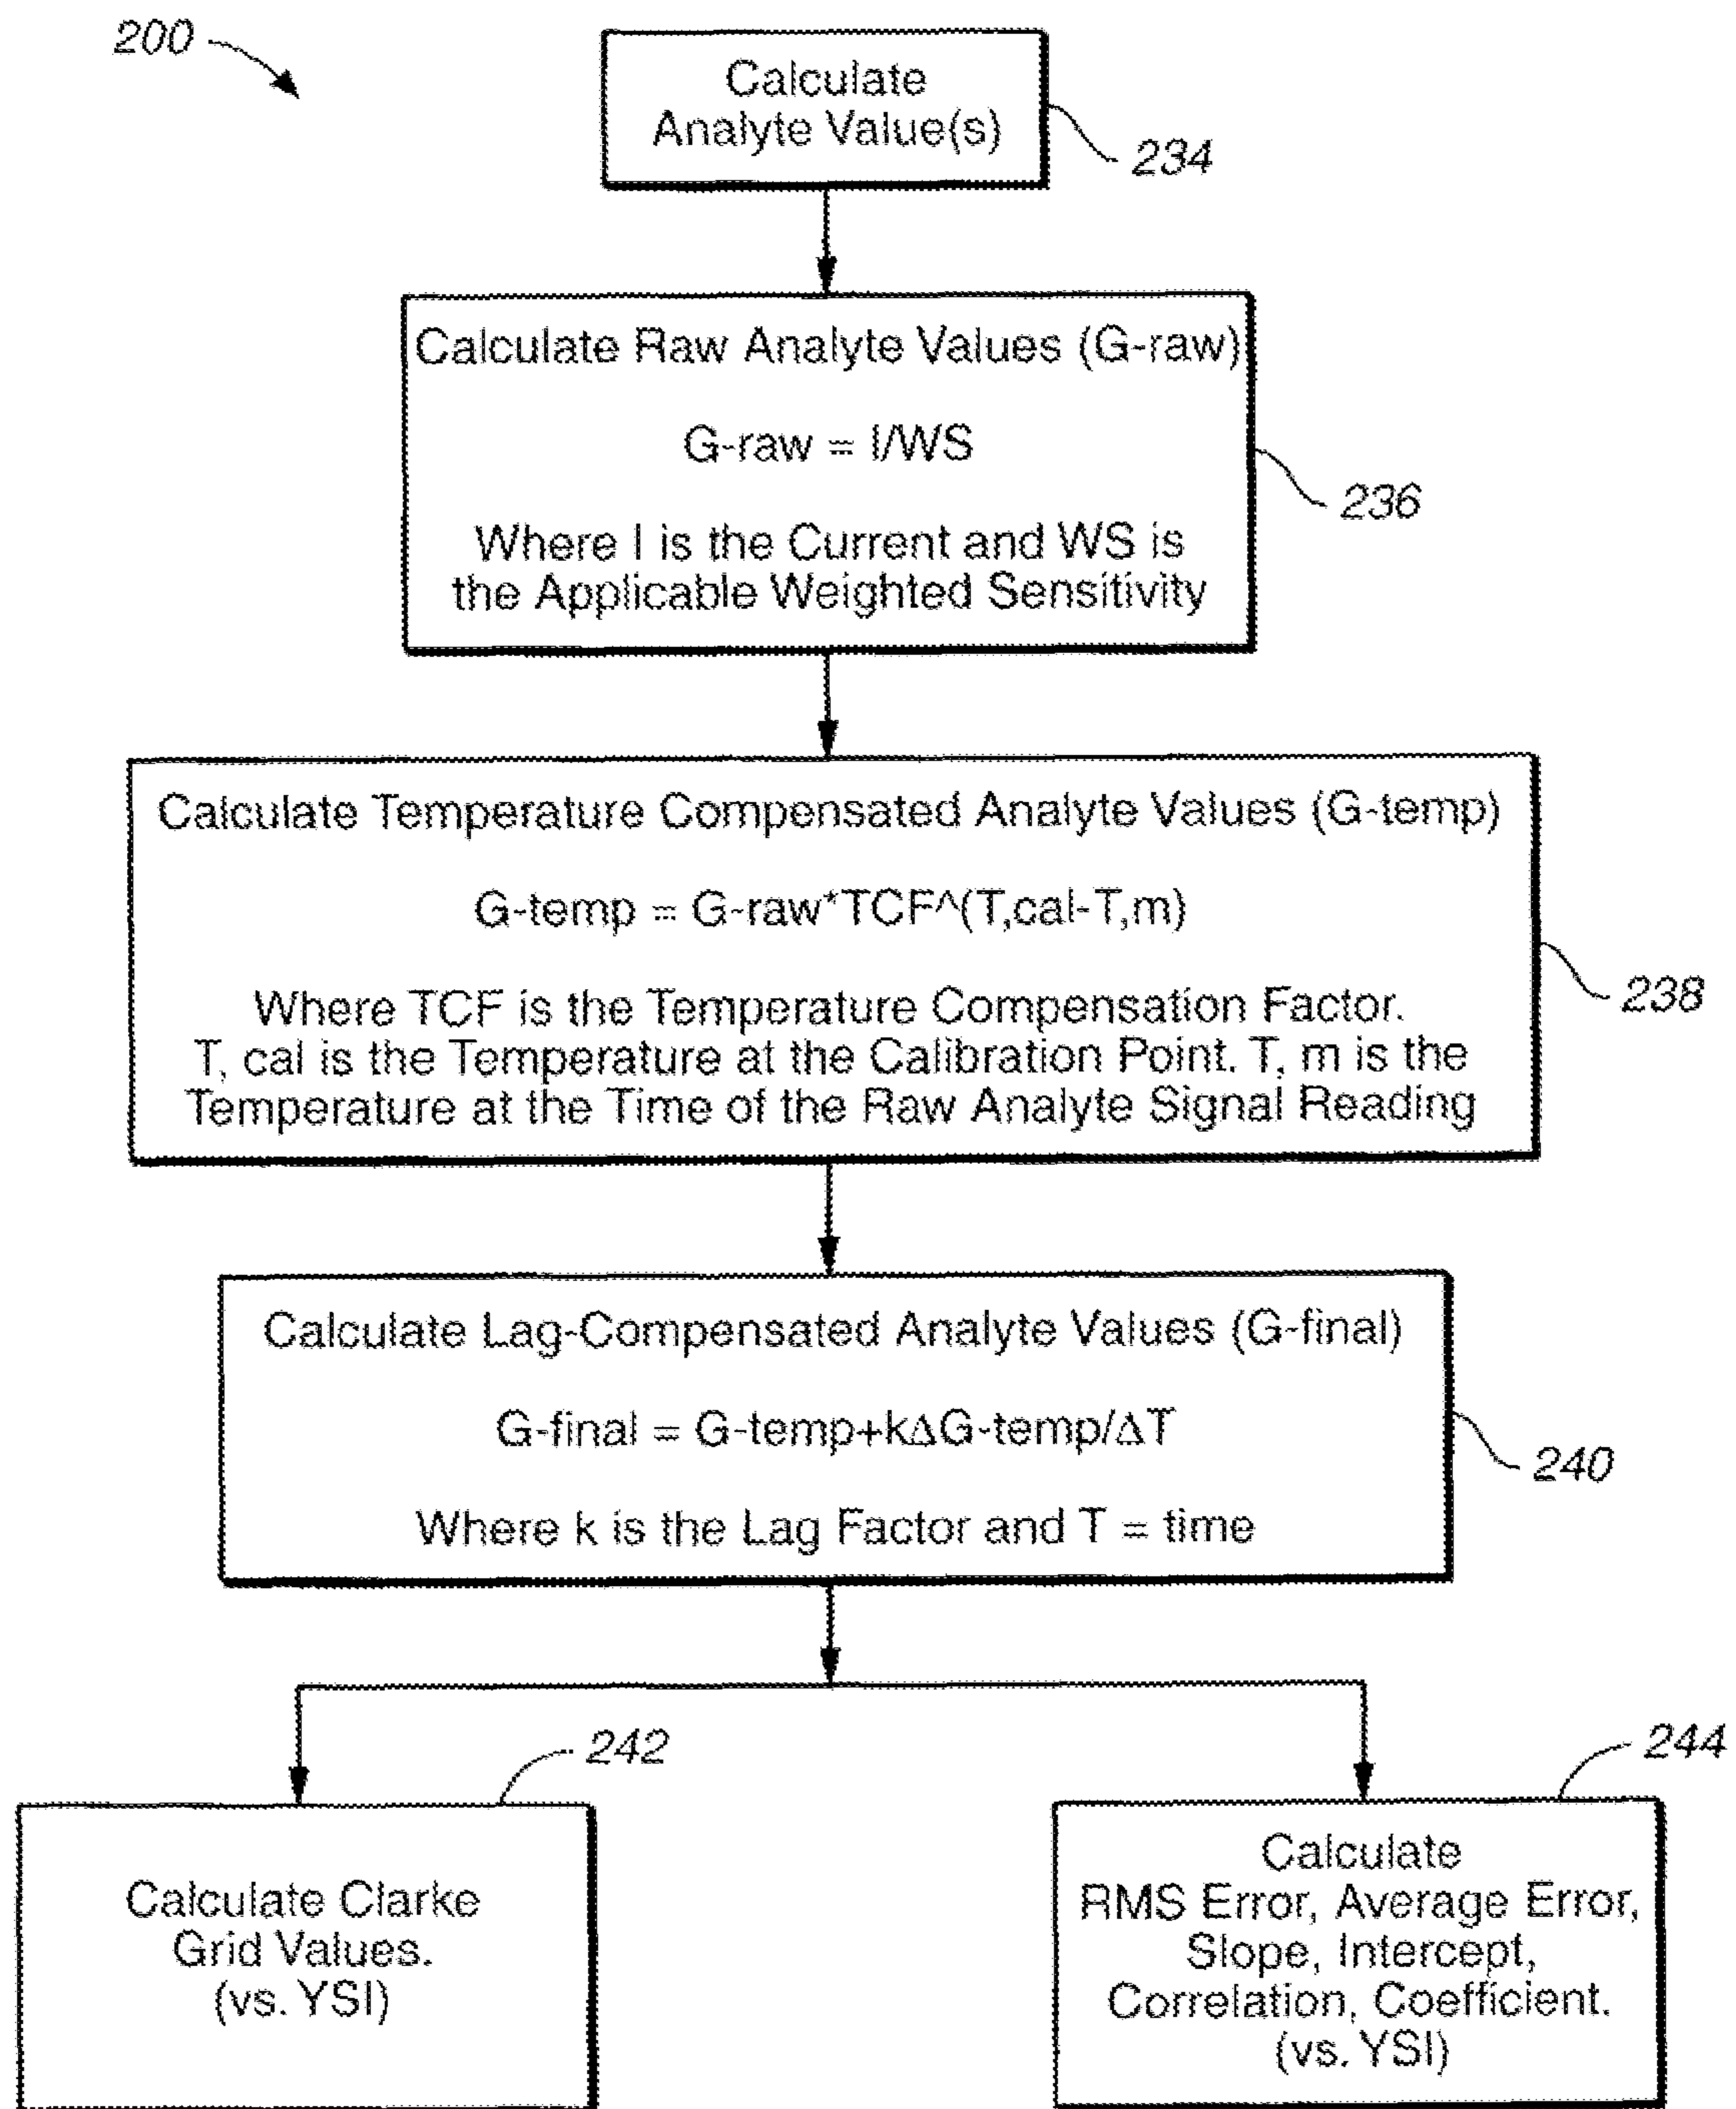 200
Calculate
Analyte Value(s)
234
Calculate Raw Analyte Values (G-raw)
G-raw = I/WS
Where I is the Current and WS is
the Applicable Weighted Sensitivity
236
Calculate Temperature Compensated Analyte Values (G-temp)
G-temp = G-raw*TCF^(T,cal-T,m)
Where TCF is the Temperature Compensation Factor.
T, cal is the Temperature at the Calibration Point. T, m is the
Temperature at the Time of the Raw Analyte Signal Reading
238
Calculate Lag-Compensated Analyte Values (G-final)
G-final = G-temp+kΔG-temp/ΔT
Where k is the Lag Factor and T = time
240
242
Calculate Clarke
Grid Values.
(vs. YSI)
244
Calculate
RMS Error, Average Error,
Slope, Intercept,
Correlation, Coefficient.
(vs. YSI)